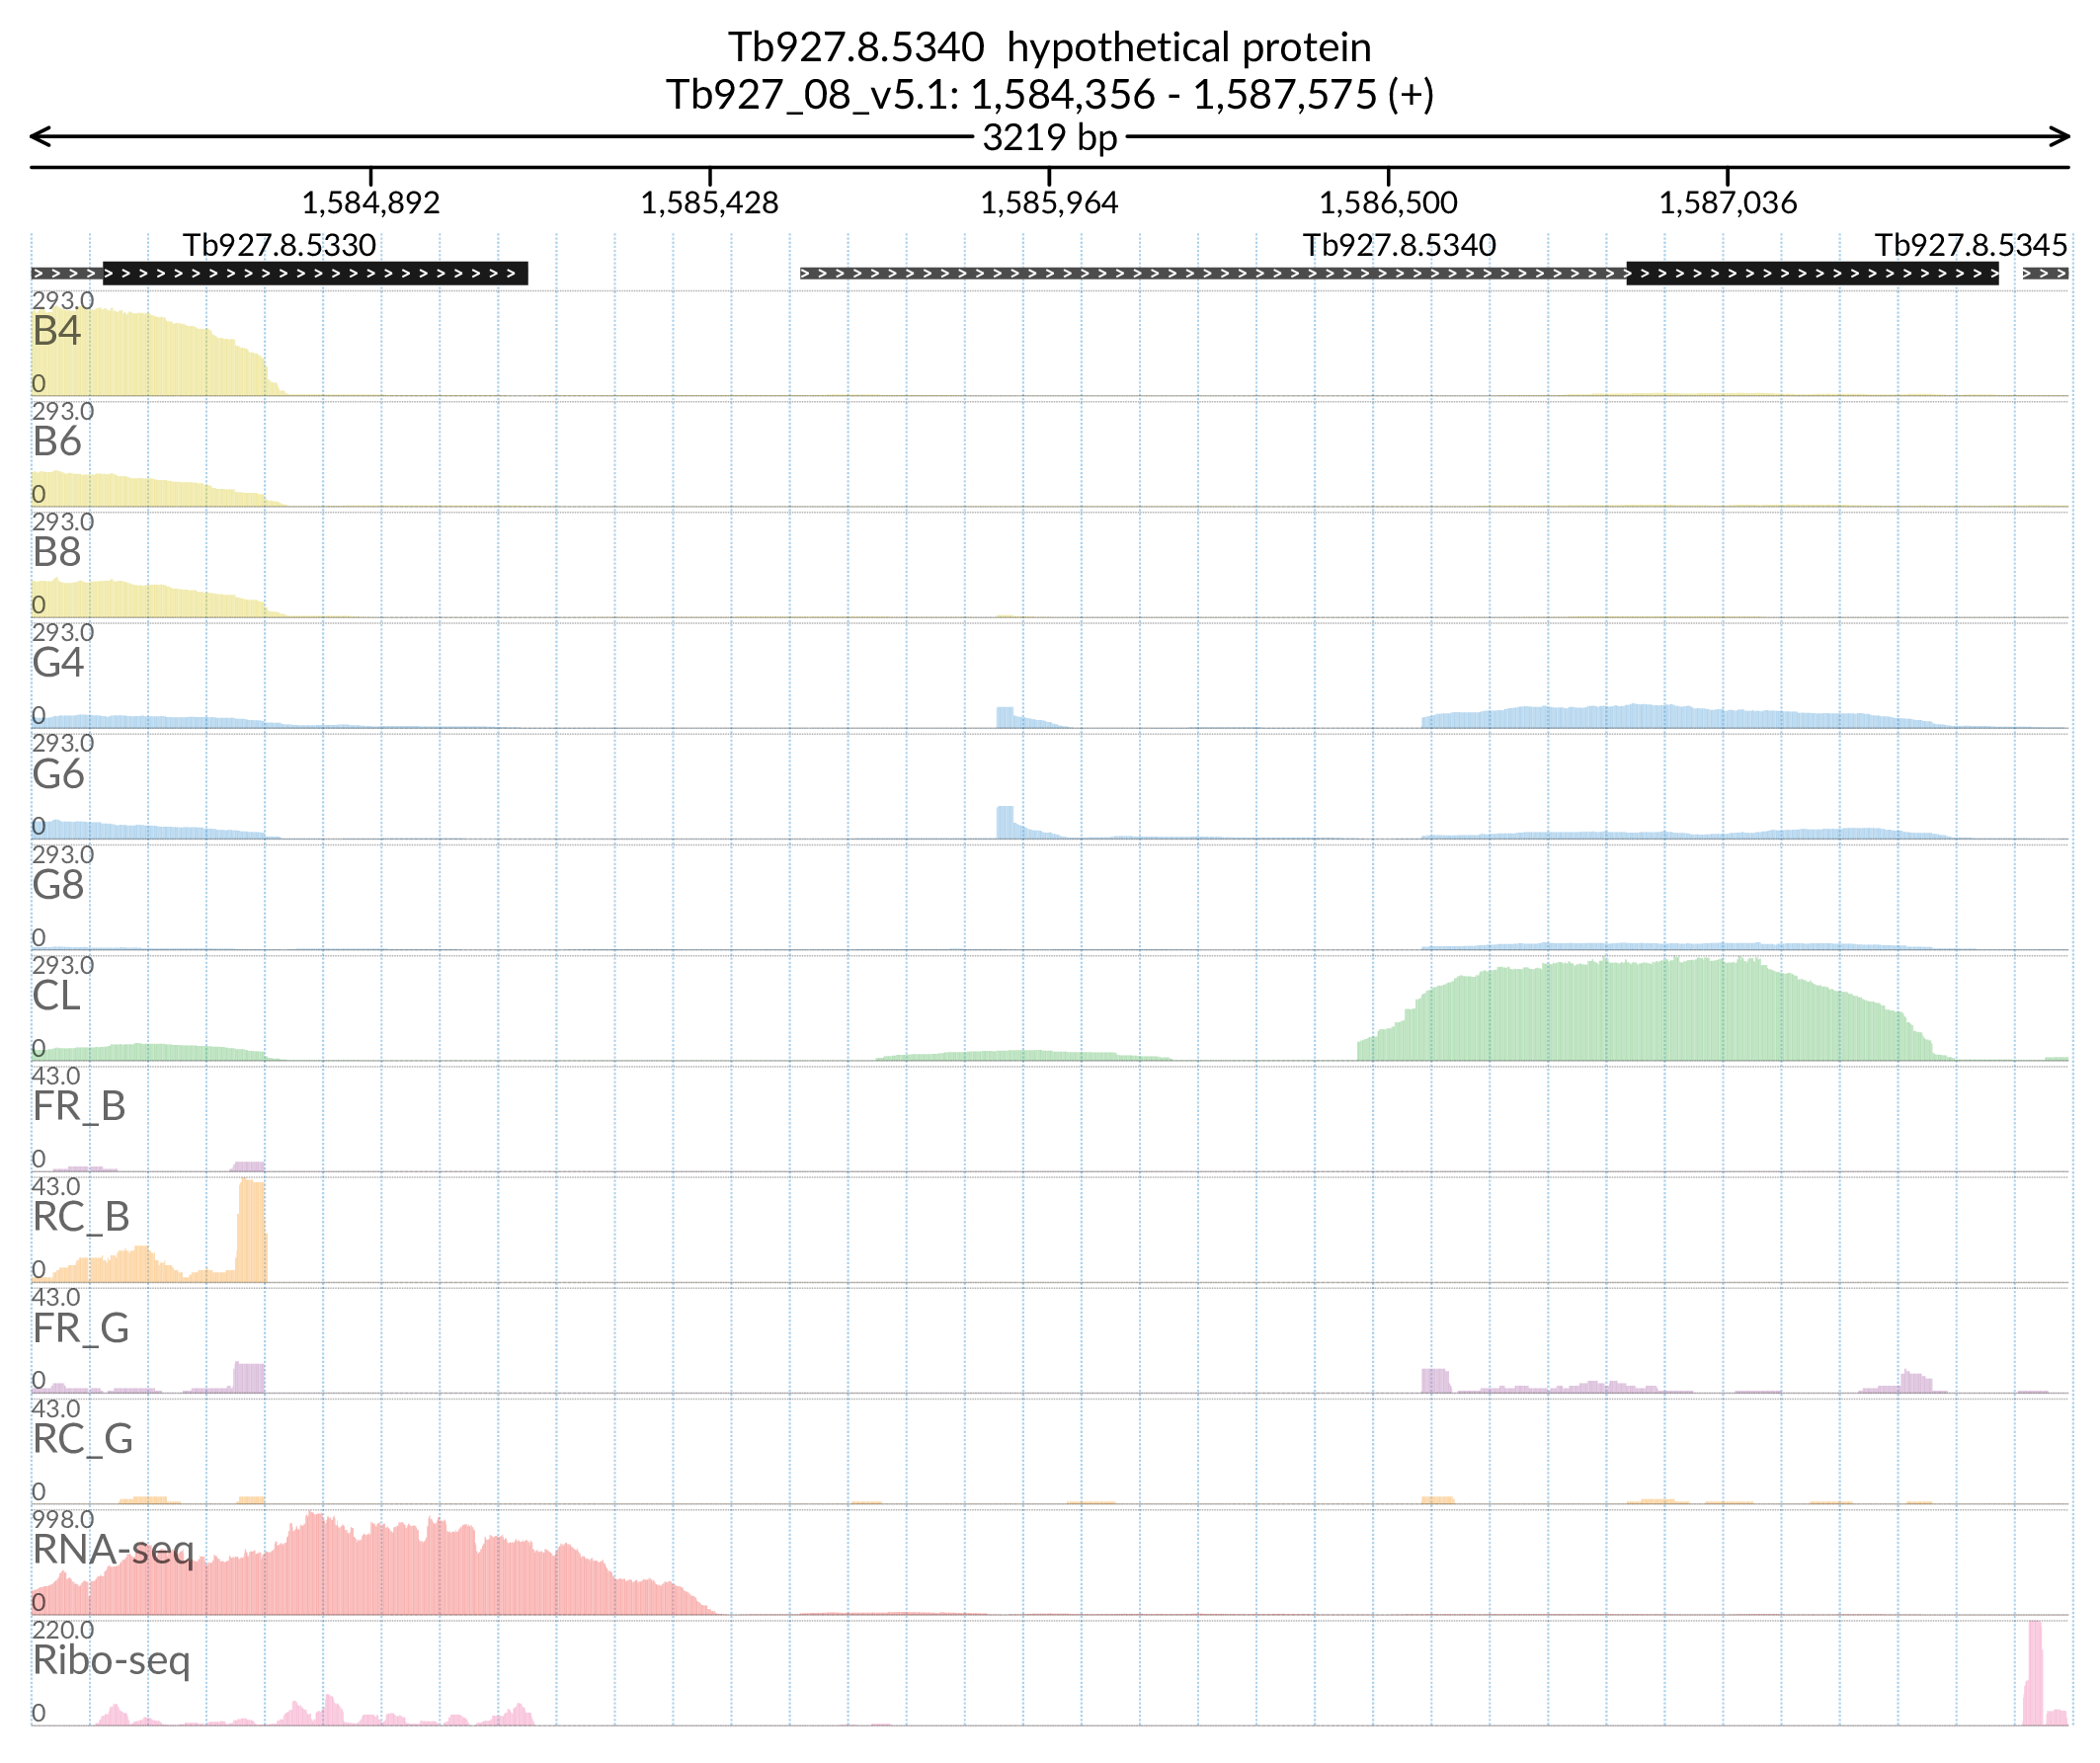 Tb927.8.5340  hypothetical protein
Tb927_08_v5.1: 1,584,356 - 1,587,575 (+)
3219 bp
1,584,892 1,585,428 1,585,964 1,586,500 1,587,036
Tb927.8.5330 Tb927.8.5340 Tb927.8.5345
293.0
B4
0
293.0
B6
0
293.0
B8
0
293.0
G4
0
293.0
G6
0
293.0
G8
0
293.0
CL
0
43.0
FR_B
0
43.0
RC_B
0
43.0
FR_G
0
43.0
RC_G
0
998.0
RNA-seq
0
220.0
Ribo-seq
0